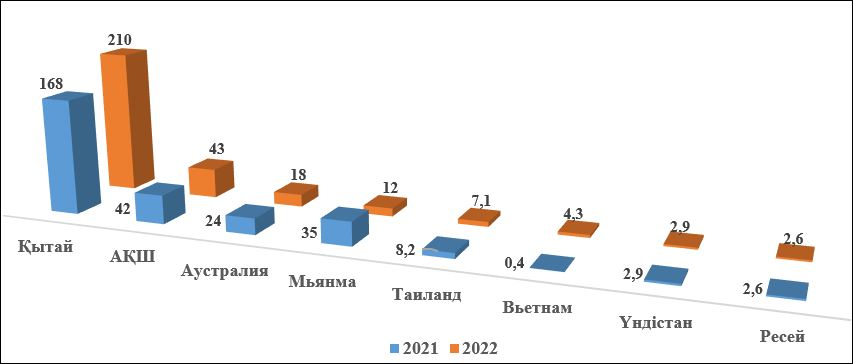 210
168
43
18
12
7,1
4,3
2,9
2,6
42
24
35
8,2
0,4
2,9
2,6
Қытай
АҚШ
Аустралия
Мьянма
Таиланд
Вьетнам
Үндістан
Ресей
2021 2022